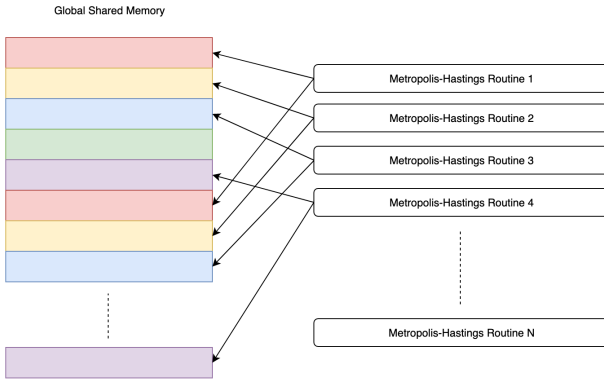 Global Shared Memory
Metropolis-Hastings Routine 1
Metropolis-Hastings Routine 2
Metropolis-Hastings Routine 3
Metropolis-Hastings Routine 4
Metropolis-Hastings Routine N